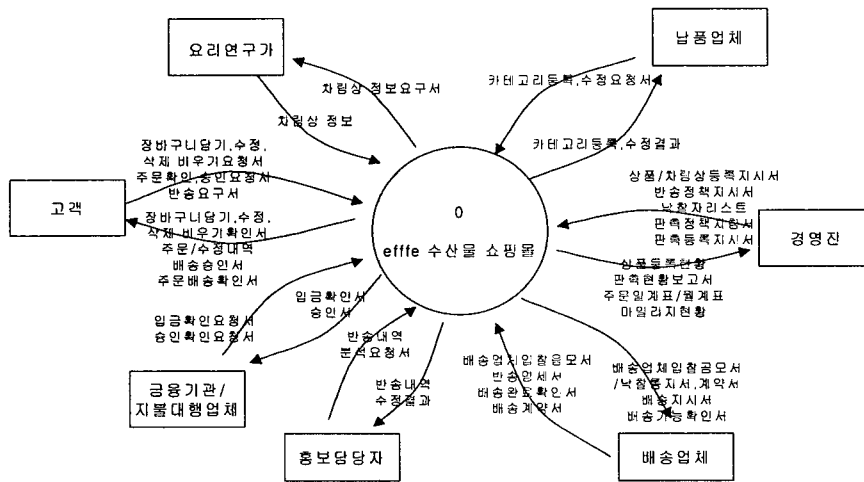 요리연구가
납품업체
차림상 정보요구서
차림상 정보
카테고리등록,수정요청서
카테고리등록,수정결과
장바구니담기,수정,
삭제 비우기요청서
주문확인,승인요청서
반송요구서
고객
장바구니담기,수정,
삭제 비우기확인서
주문/수정내역
배송승인서
주문배송확인서
0
efffe 수산물 쇼핑몰
상품/차림상등록지시서
반송정책지시서
낙찰자리스트
판촉정책지침서
판촉등록지시서
경영진
상품등록현황
판촉현황보고서
주문일계표/월계표
마일리지현황
입금확인요청서
승인확인요청서
입금확인서
승인서
금융기관/
지불대행업체
반송내역
분석요청서
반송내역
수정결과
홍보담당자
배송업체입찰응모서
반송명세서
배송완료확인서
배송계약서
배송업체입찰공모서
/낙찰통지서,계약서
배송지시서
배송가능확인서
배송업체